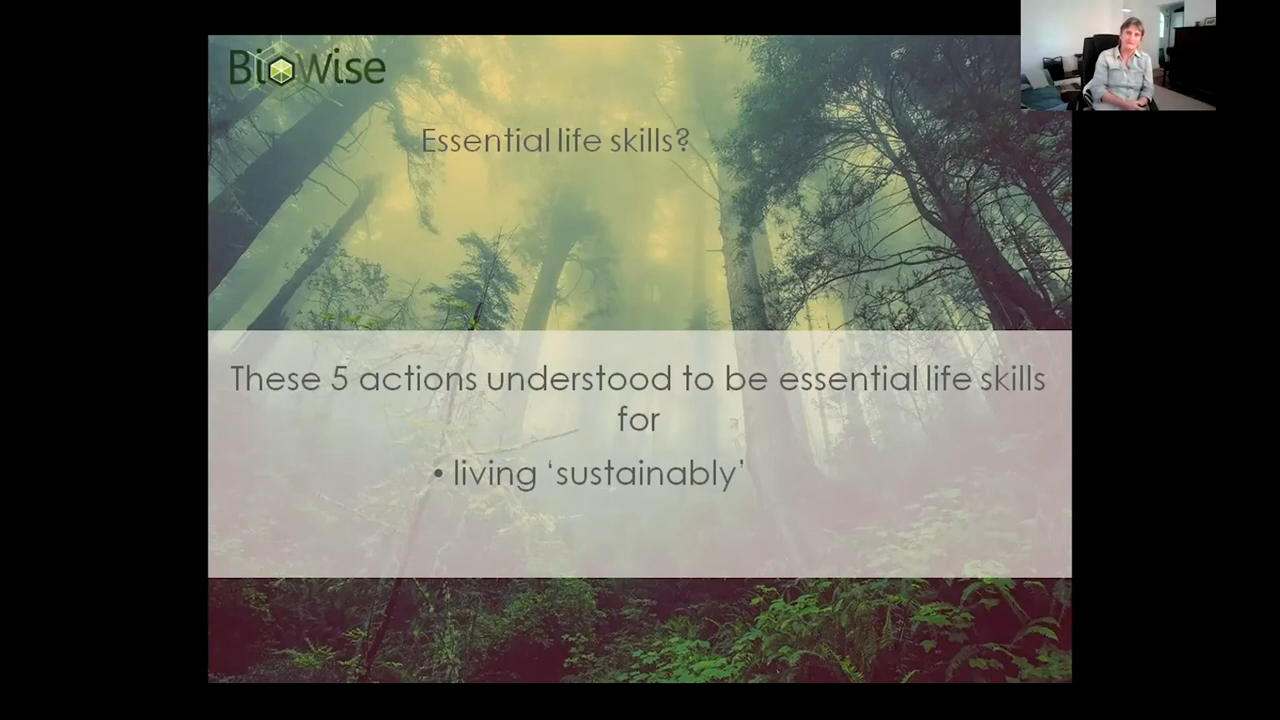 BioWise
Essential life skills?
These 5 actions understood to be essential life skills
for
• living ‘sustainably’